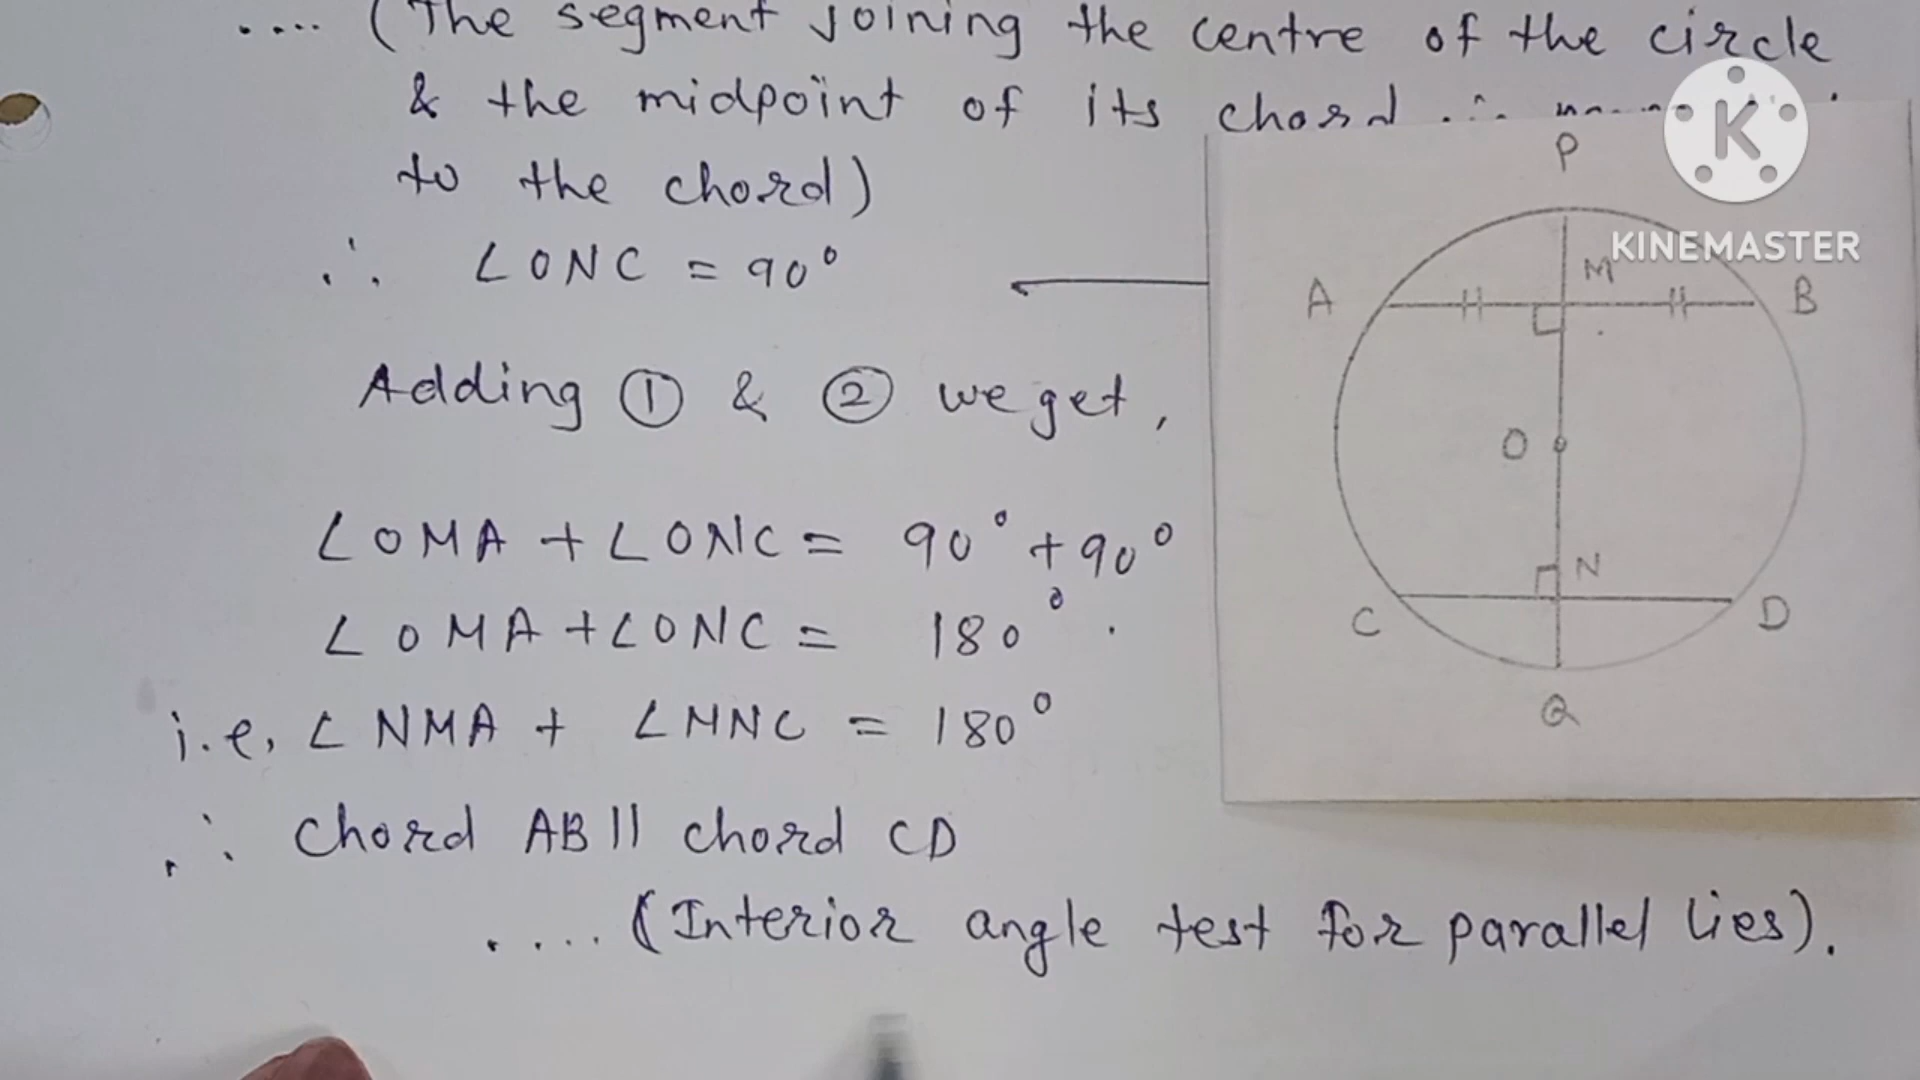 .... (The segment joining the centre of the circle
& the midpoint of its chord
to the chord)
∴ ∠ONC = 90°
Adding ① & ② we get,
∠OMA + ∠ONC = 90° + 90°
∠OMA + ∠ONC = 180°.
i.e, ∠NMA + ∠MNC = 180°
∴ Chord AB || chord CD
.... (Interior angle test for parallel lies).
P
M
A
B
O
N
C
D
Q
K
KINEMASTER